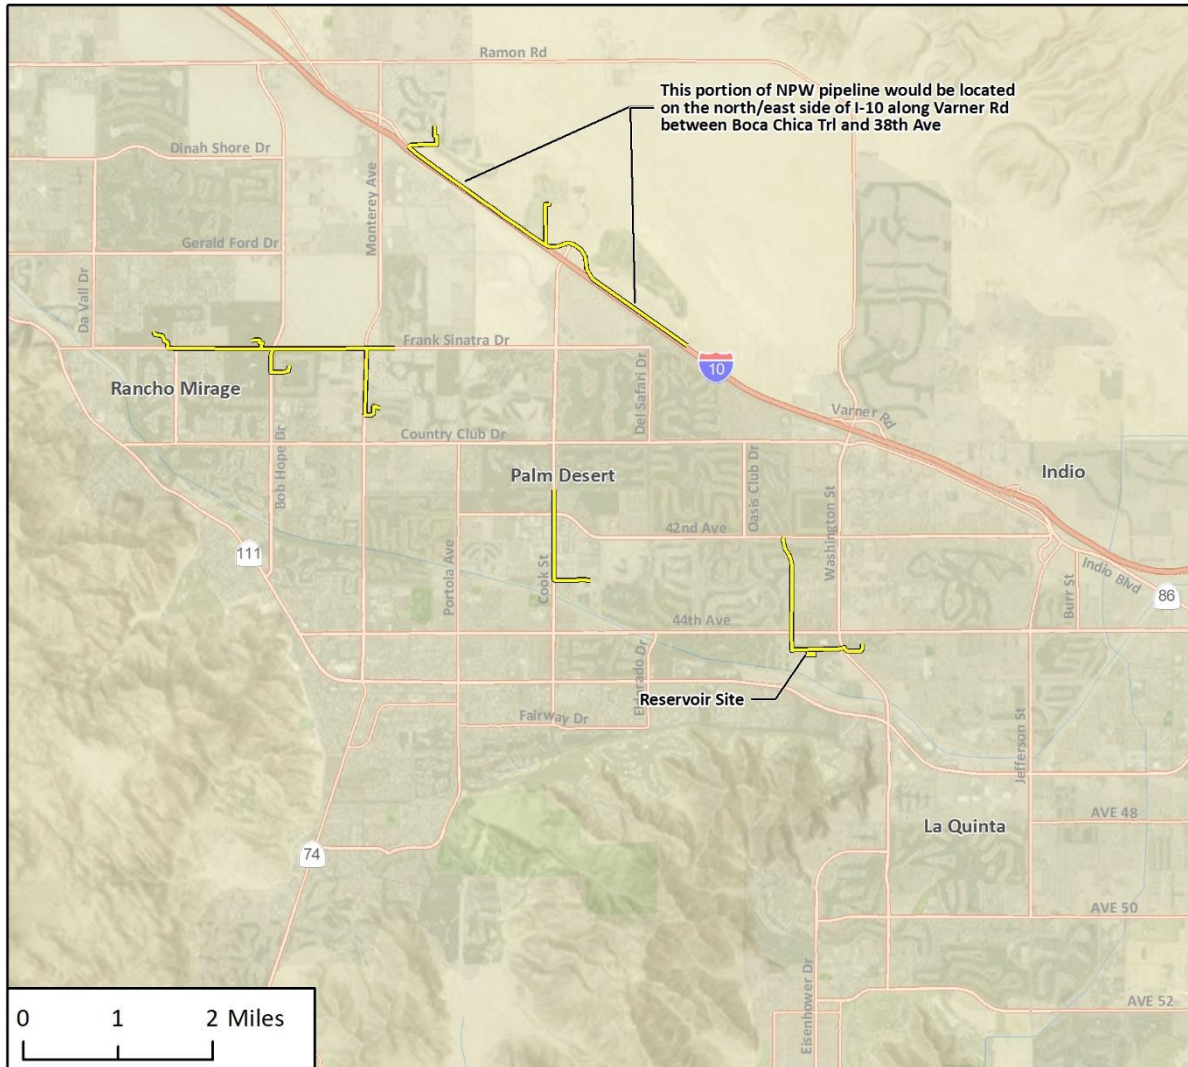 Ramon Rd
This portion of NPW pipeline would be located
on the north/east side of I-10 along Varner Rd
between Boca Chica Trl and 38th Ave
Dinah Shore Dr
Monterey Ave
Gerald Ford Dr
Da Vall Dr
Frank Sinatra Dr
10
Rancho Mirage
Del Safari Dr
Varner Rd
Country Club Dr
Bob Hope Dr
Palm Desert
Oasis Club Dr
Washington St
Indio
42nd Ave
111
Portola Ave
Cook St
Indio Blvd
Burr St
86
44th Ave
Reservoir Site
Eldorado Dr
Fairway Dr
Jefferson St
La Quinta
AVE 48
74
AVE 50
Eisenhower Dr
AVE 52
0 1 2 Miles